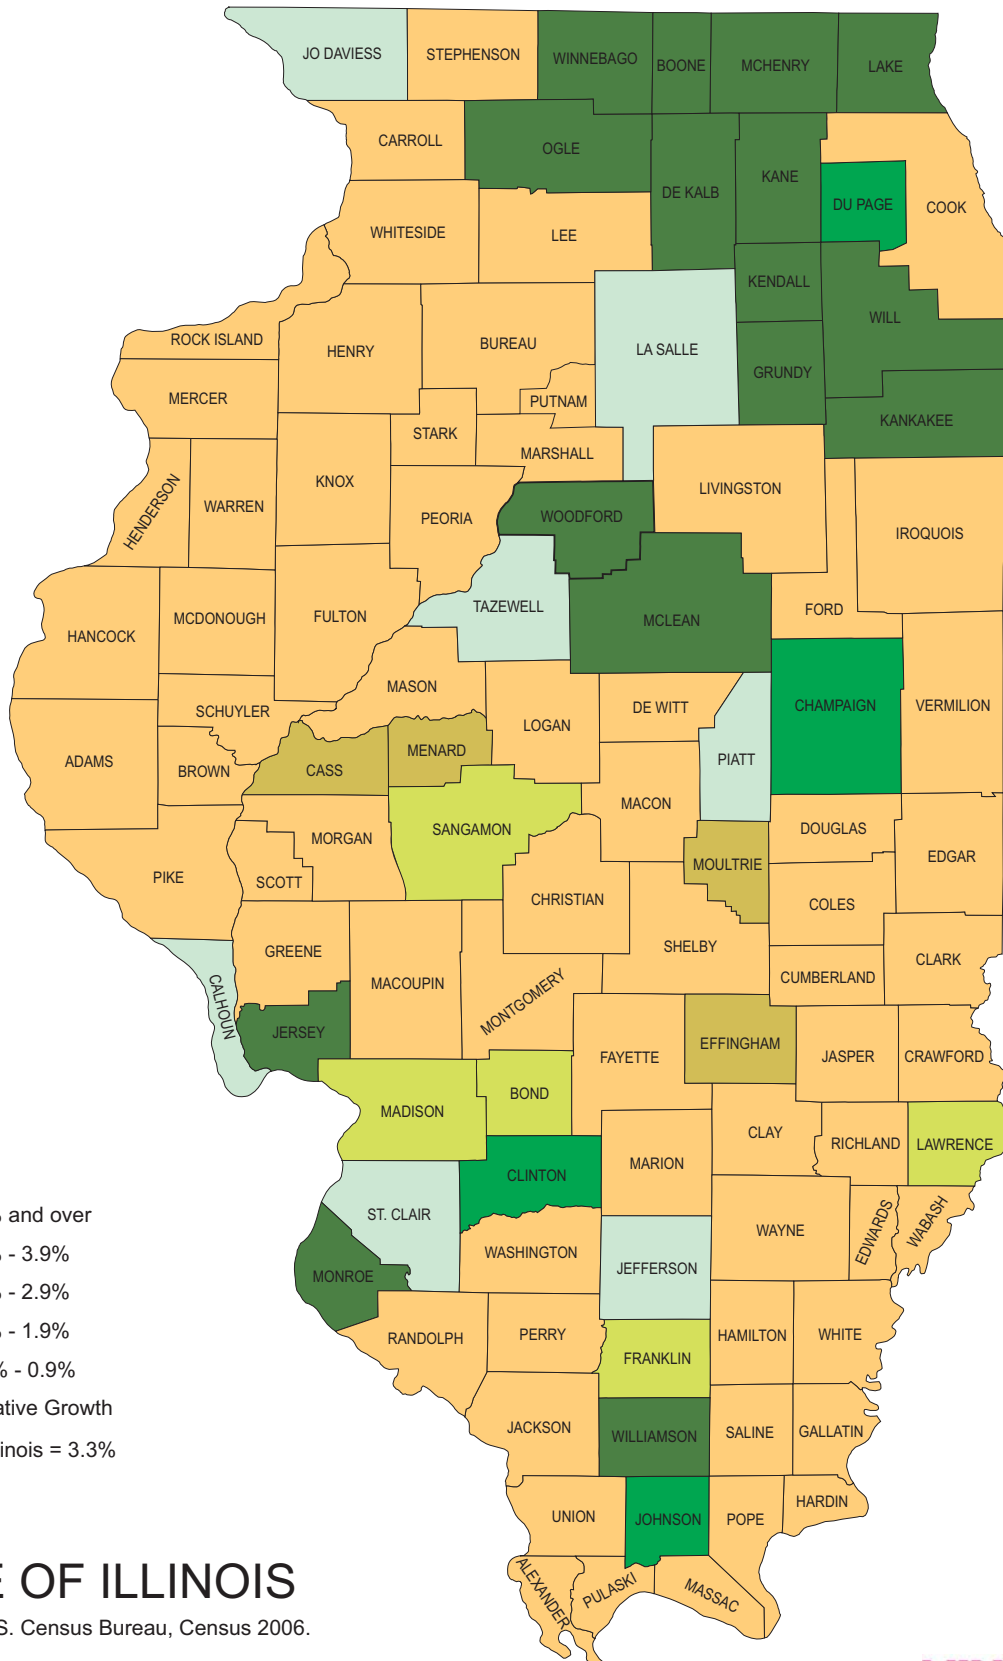 JO DAVIESS
STEPHENSON
WINNEBAGO
BOONE
MCHENRY
LAKE
CARROLL
OGLE
DE KALB
KANE
DU PAGE
COOK
WHITESIDE
LEE
KENDALL
WILL
ROCK ISLAND
HENRY
BUREAU
LA SALLE
GRUNDY
MERCER
PUTNAM
KANKAKEE
STARK
MARSHALL
HENDERSON
WARREN
KNOX
PEORIA
WOODFORD
LIVINGSTON
IROQUOIS
HANCOCK
MCDONOUGH
FULTON
TAZEWELL
MCLEAN
FORD
MASON
SCHUYLER
LOGAN
DE WITT
CHAMPAIGN
VERMILION
ADAMS
BROWN
CASS
MENARD
PIATT
MACON
SANGAMON
MORGAN
DOUGLAS
EDGAR
PIKE
SCOTT
CHRISTIAN
MOULTRIE
COLES
GREENE
MACOUPIN
MONTGOMERY
SHELBY
CUMBERLAND
CLARK
CALHOUN
JERSEY
FAYETTE
EFFINGHAM
JASPER
CRAWFORD
MADISON
BOND
CLAY
RICHLAND
LAWRENCE
CLINTON
MARION
ST. CLAIR
WASHINGTON
JEFFERSON
WAYNE
EDWARDS
WABASH
MONROE
RANDOLPH
PERRY
FRANKLIN
HAMILTON
WHITE
JACKSON
WILLIAMSON
SALINE
GALLATIN
UNION
JOHNSON
POPE
HARDIN
ALEXANDER
PULASKI
MASSAC
and over
- 3.9%
- 2.9%
- 1.9%
% - 0.9%
ative Growth
linois = 3.3%
OF ILLINOIS
S. Census Bureau, Census 2006.